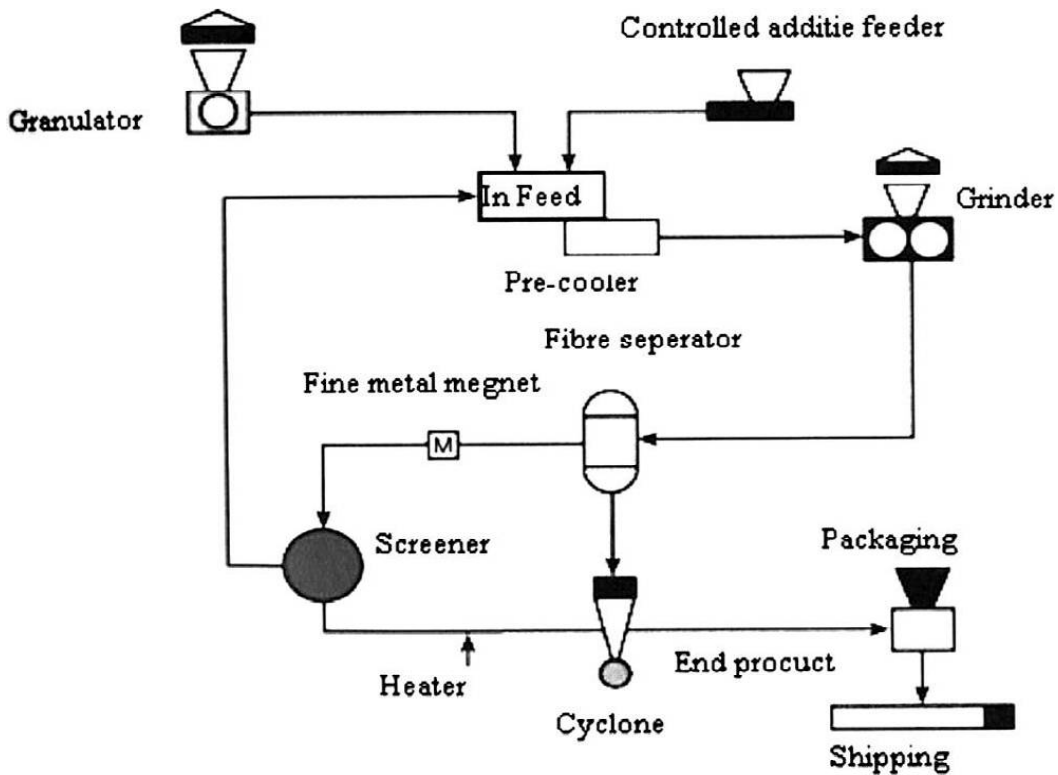 Controlled additie feeder
Granulator
In Feed
Grinder
Pre-cooler
Fibre seperator
Fine metal megnet
M
Screener
Packaging
End procuct
Heater
Cyclone
Shipping